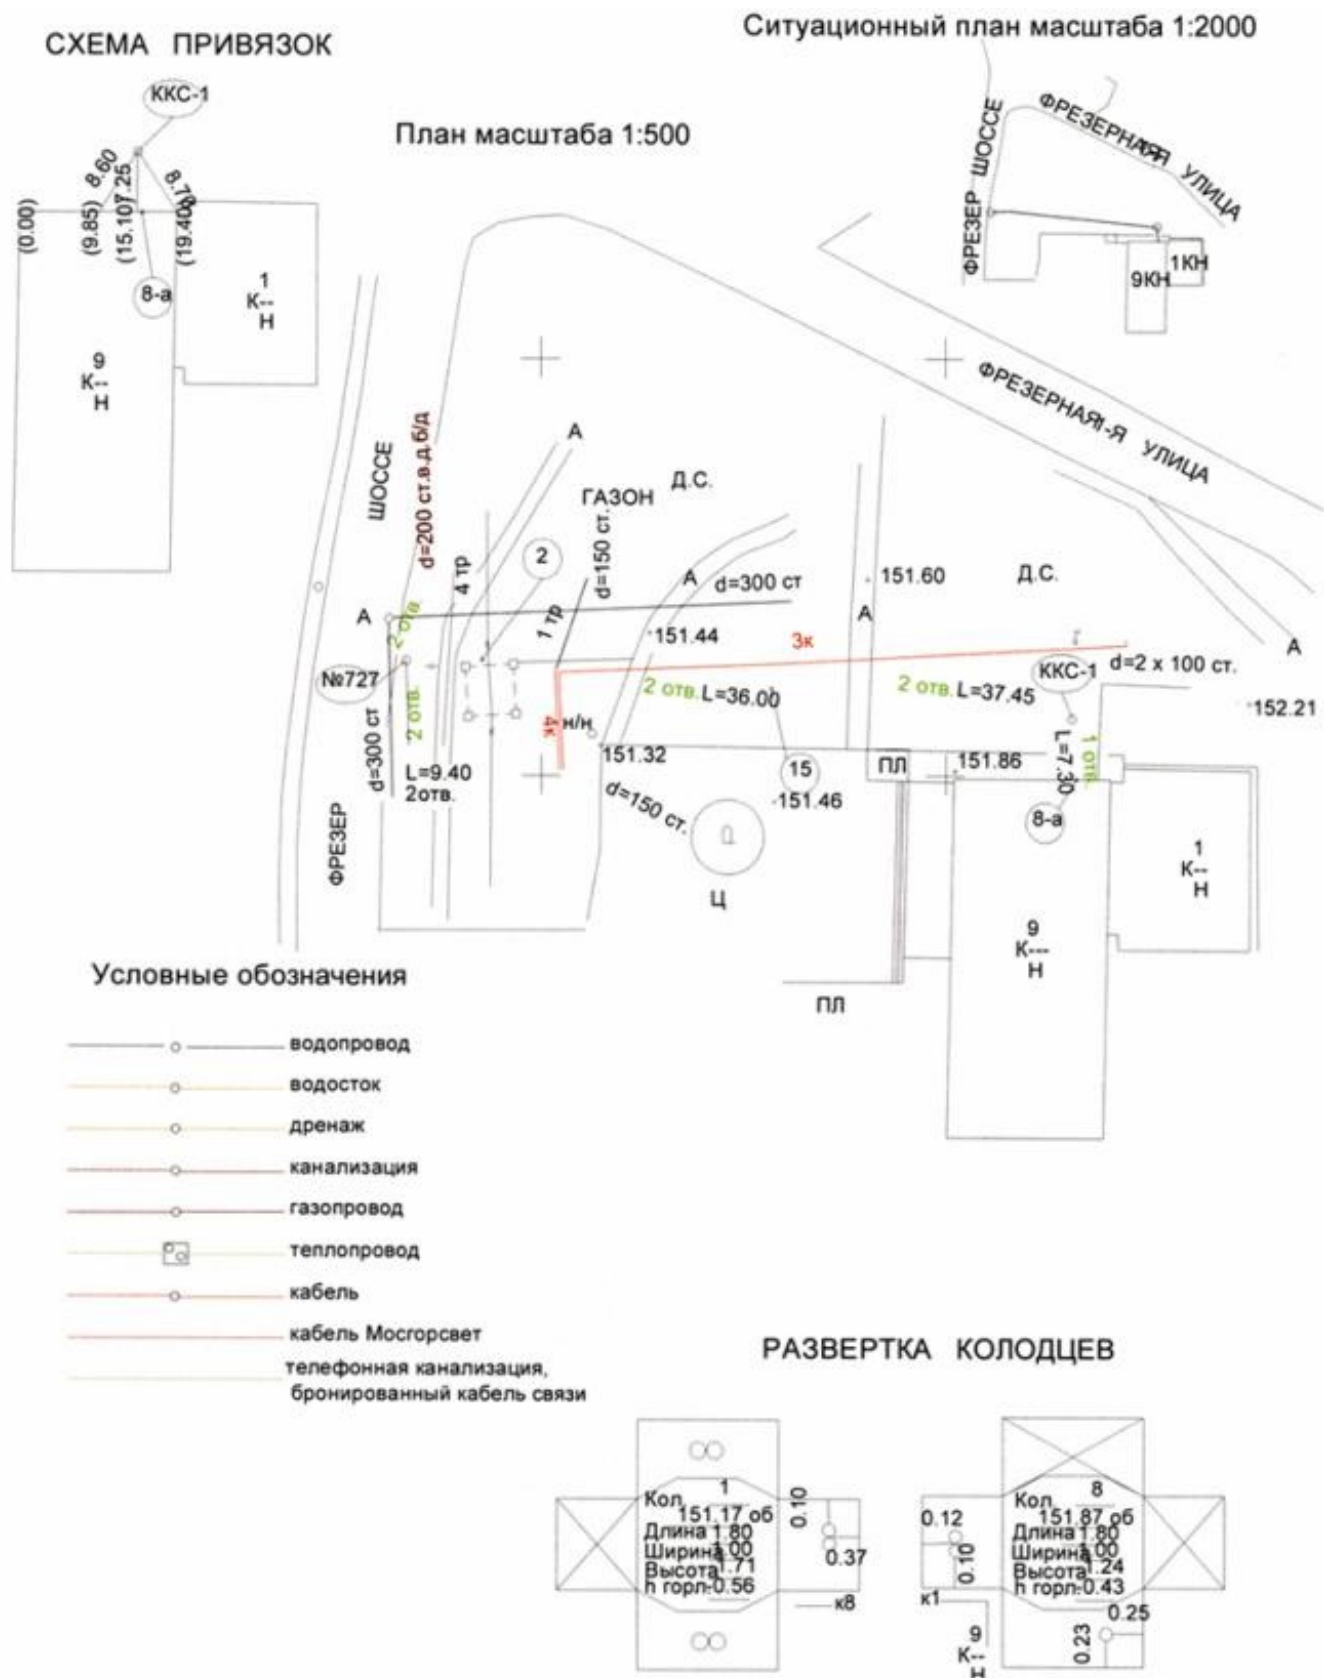 СХЕМА ПРИВЯЗОК
Ситуационный план масштаба 1:2000
ККС-1
План масштаба 1:500
8.60
7.25
8.70
(0.00)
(9.85)
(15.10)
(19.40)
8-а
1
К--
Н
9
К--
Н
ФРЕЗЕР ШОССЕ
ФРЕЗЕРНАЯ
УЛИЦА
1КН
9КН
ФРЕЗЕРНАЯ
1-Я УЛИЦА
ШОССЕ
d=200 ст.в.д.б/д
А
Д.С.
ГАЗОН
4 тр
2
d=150 ст.
А
d=300 ст
151.60
Д.С.
А
2 отв
1 тр
151.44
3к
А
А
№727
2 отв.
2 отв. L=36.00
2 отв. L=37.45
ККС-1
d=2 x 100 ст.
152.21
4к
н/н
d=300 ст
L=9.40
2отв.
151.32
15
ПЛ
151.86
L=7.30
1 отв.
d=150 ст.
151.46
8-а
ФРЕЗЕР
Ц
1
К--
Н
9
К---
Н
ПЛ
Условные обозначения
водопровод
водосток
дренаж
канализация
газопровод
теплопровод
кабель
кабель Мосгорсвет
телефонная канализация,
бронированный кабель связи
РАЗВЕРТКА КОЛОДЦЕВ
Кол. 1
151.17 об
Длина 1.80
Ширина 1.00
Высота 1.71
h горл. 0.56
0.10
0.37
к8
Кол. 8
151.87 об
Длина 1.80
Ширина 1.00
Высота 1.24
h горл. 0.43
0.12
0.10
к1
0.25
0.23
9
К--
Н